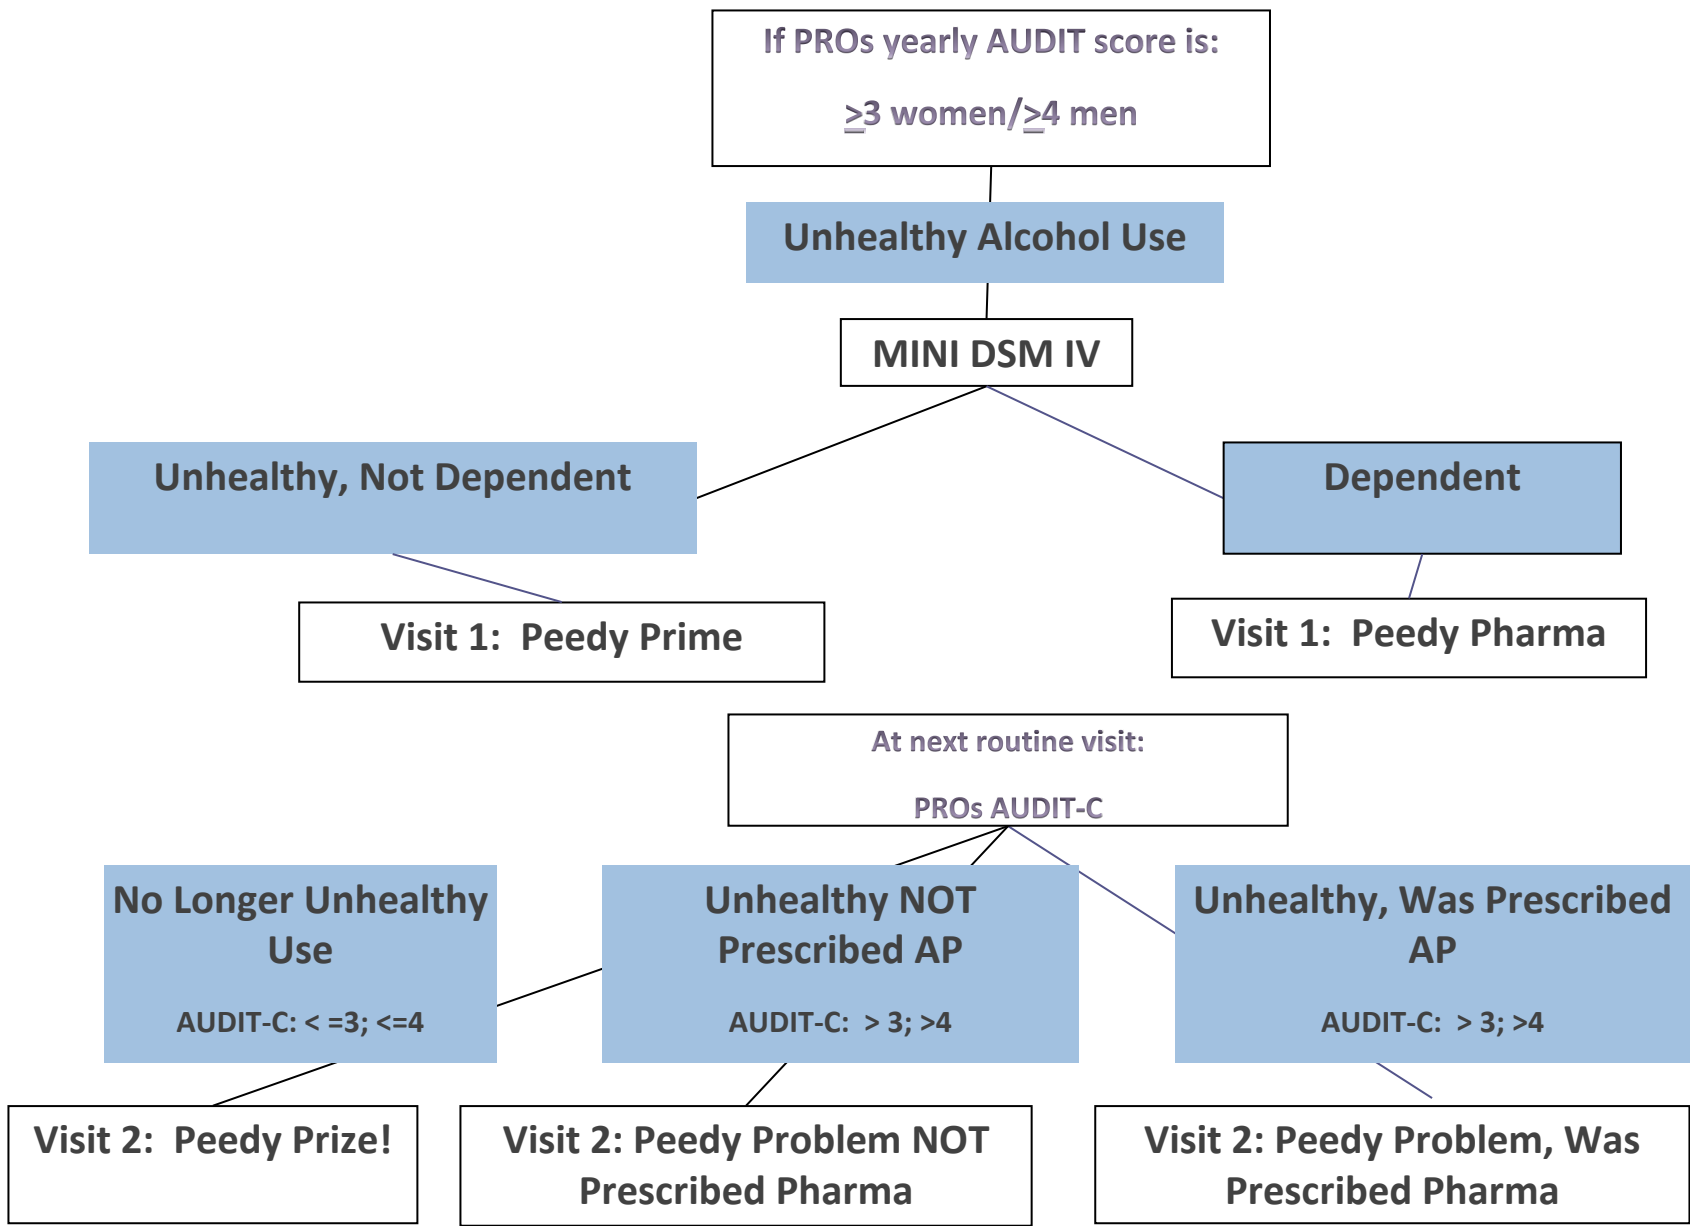 If PROs yearly AUDIT score is:
≥3 women/≥4 men
Unhealthy Alcohol Use
MINI DSM IV
Unhealthy, Not Dependent
Dependent
Visit 1:  Peedy Prime
Visit 1:  Peedy Pharma
At next routine visit:
PROs AUDIT-C
No Longer Unhealthy
Use
AUDIT-C: < =3; <=4
Unhealthy NOT
Prescribed AP
AUDIT-C:  > 3; >4
Unhealthy, Was Prescribed
AP
AUDIT-C:  > 3; >4
Visit 2:  Peedy Prize!
Visit 2: Peedy Problem NOT
Prescribed Pharma
Visit 2: Peedy Problem, Was
Prescribed Pharma